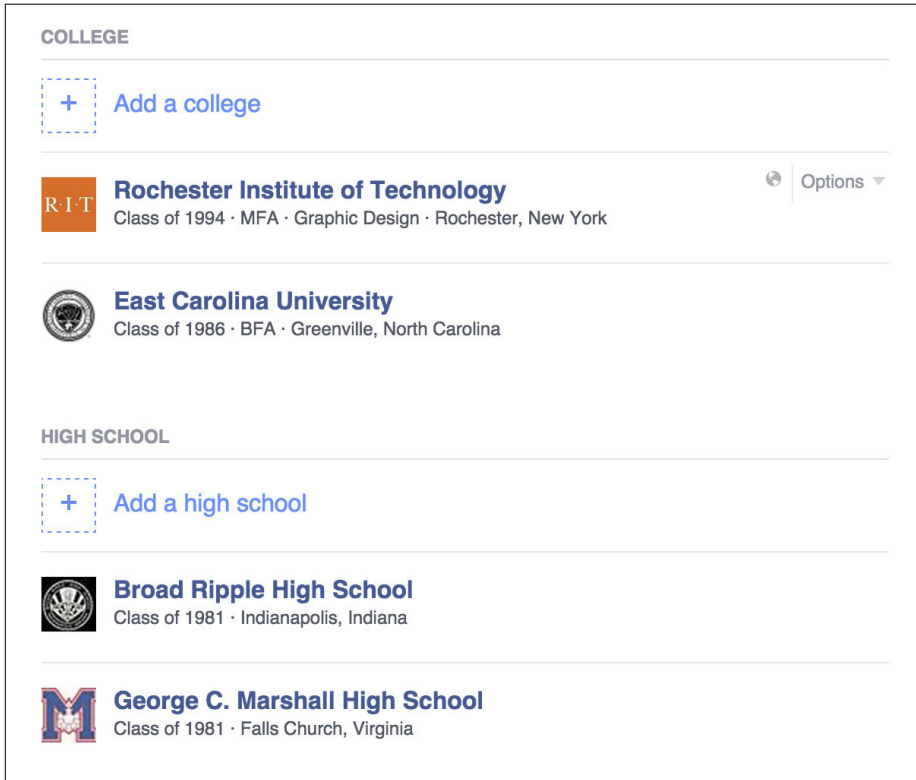 COLLEGE
+ Add a college
R·I·T
Rochester Institute of Technology
Options
Class of 1994 · MFA · Graphic Design · Rochester, New York
East Carolina University
Class of 1986 · BFA · Greenville, North Carolina
HIGH SCHOOL
+ Add a high school
Broad Ripple High School
Class of 1981 · Indianapolis, Indiana
M
George C. Marshall High School
Class of 1981 · Falls Church, Virginia